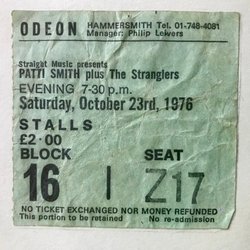 ODEON HAMMERSMITH Tel. 01-748-4081
Manager: Philip Leivers
Straight Music presents
PATTI SMITH plus The Stranglers
EVENING 7-30 p.m.
Saturday, October 23rd, 1976
STALLS
£2·00
BLOCK SEAT
16 I Z17
NO TICKET EXCHANGED NOR MONEY REFUNDED
This portion to be retained No re-admission